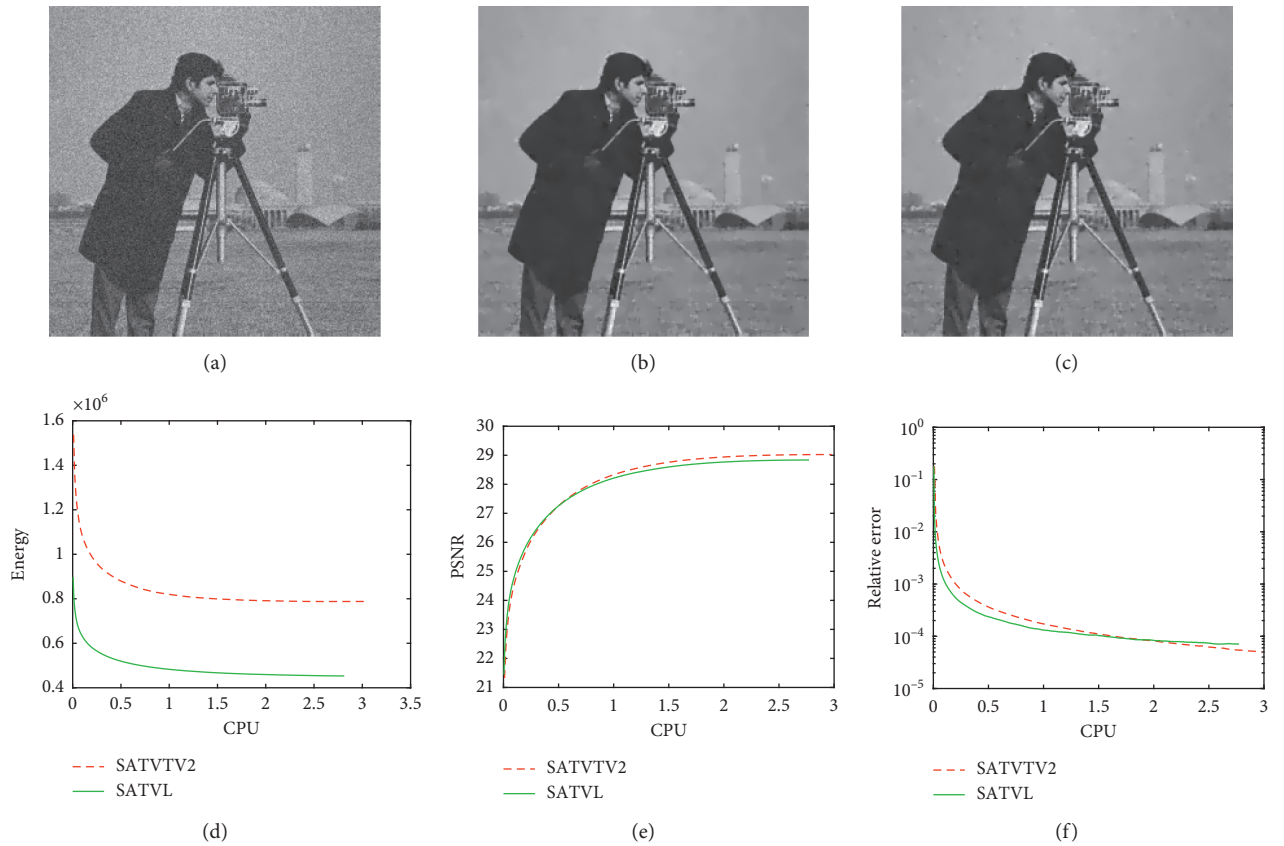 (a)
(b)
(c)
×10⁶
1.6
1.4
1.2
1
0.8
0.6
0.4
Energy
0 0.5 1 1.5 2 2.5 3 3.5
CPU
SATVTV2
SATVL
(d)
30
29
28
27
26
25
24
23
22
21
PSNR
0 0.5 1 1.5 2 2.5 3
CPU
SATVTV2
SATVL
(e)
10⁰
10⁻¹
10⁻²
10⁻³
10⁻⁴
10⁻⁵
Relative error
0 0.5 1 1.5 2 2.5 3
CPU
SATVTV2
SATVL
(f)